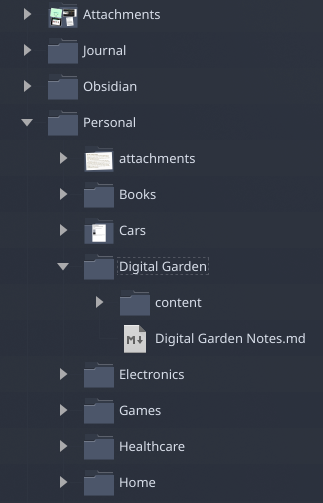 Attachments
Journal
Obsidian
Personal
attachments
Books
Cars
Digital Garden
content
M↓ Digital Garden Notes.md
Electronics
Games
Healthcare
Home